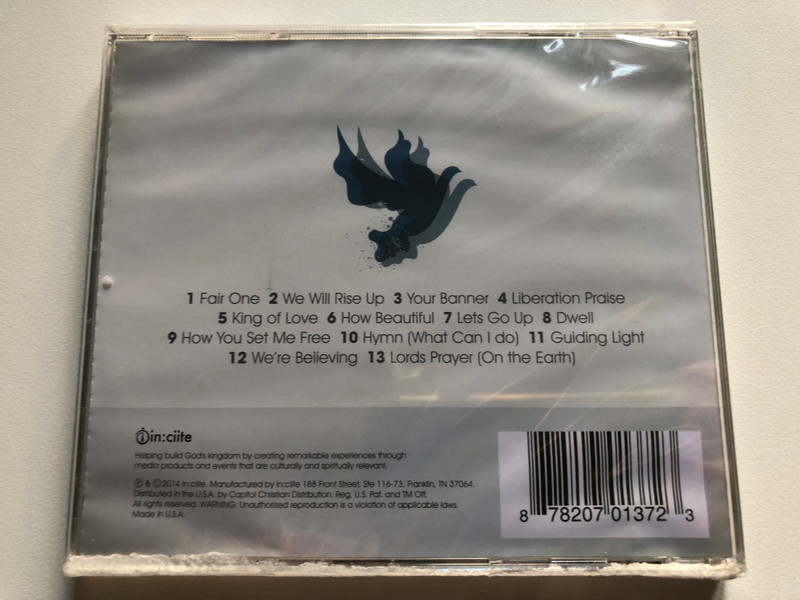 1 Fair One 2 We Will Rise Up 3 Your Banner 4 Liberation Praise
5 King of Love 6 How Beautiful 7 Lets Go Up 8 Dwell
9 How You Set Me Free 10 Hymn (What Can I do) 11 Guiding Light
12 We're Believing 13 Lords Prayer (On the Earth)
in:ciite
Helping build God's kingdom by creating remarkable experiences through
media products and events that are culturally and spiritually relevant.
℗ & © 2014 in:ciite. Manufactured by in:ciite 188 Front Street, Ste 116-73, Franklin, TN 37064.
Distributed in the U.S.A. by Capitol Christian Distribution. Reg. U.S. Pat. and TM Off.
All rights reserved. WARNING: Unauthorized reproduction is a violation of applicable laws.
Made in U.S.A.
8 78207 01372 3